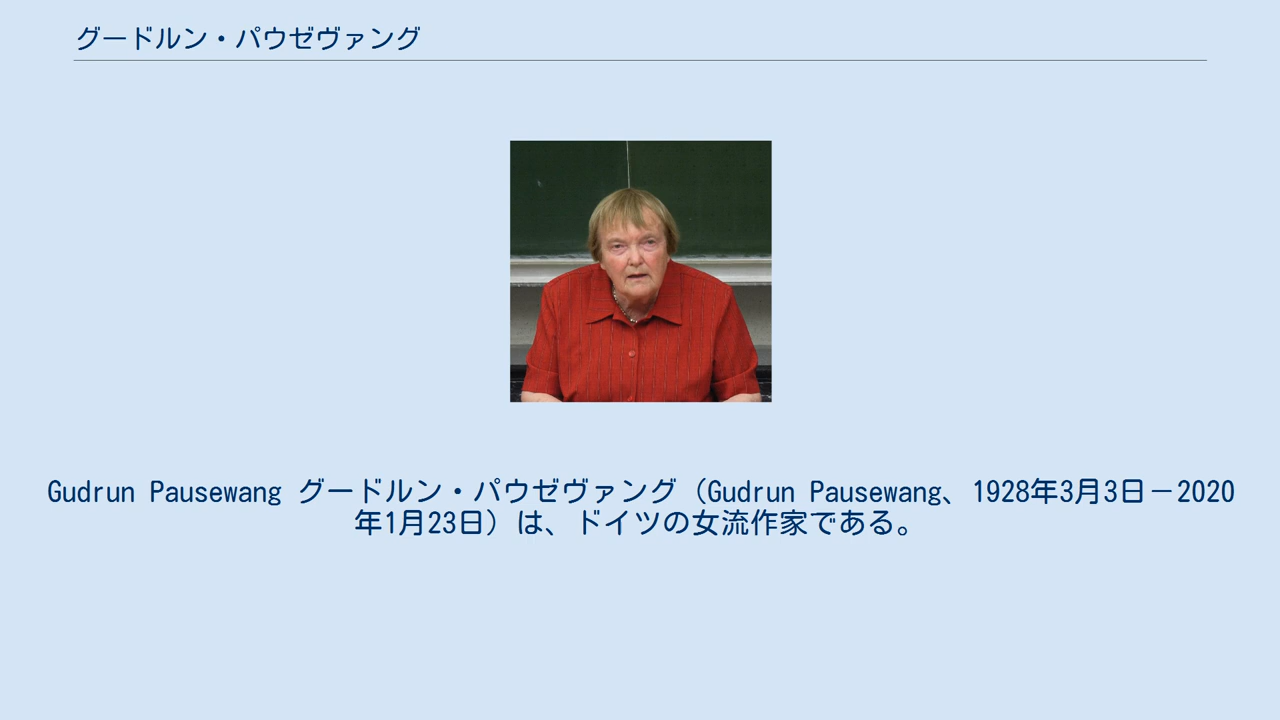 グードルン・パウゼヴァング
Gudrun Pausewang グードルン・パウゼヴァング（Gudrun Pausewang、1928年3月3日－2020
年1月23日）は、ドイツの女流作家である。